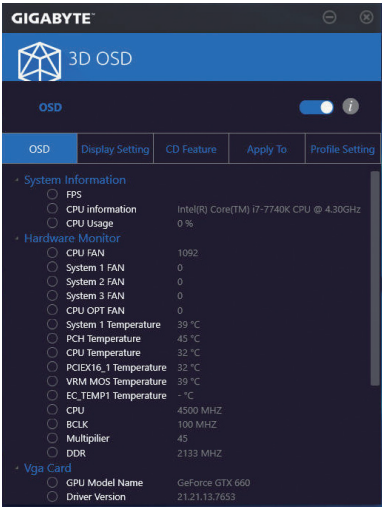 GIGABYTE™
3D OSD
OSD
i
OSD Display Setting CD Feature Apply To Profile Setting
System Information
FPS
CPU information Intel(R) Core(TM) i7-7740K CPU @ 4.30GHz
CPU Usage 0 %
Hardware Monitor
CPU FAN 1092
System 1 FAN 0
System 2 FAN 0
System 3 FAN 0
CPU OPT FAN 0
System 1 Temperature 39 °C
PCH Temperature 45 °C
CPU Temperature 32 °C
PCIEX16_1 Temperature 32 °C
VRM MOS Temperature 39 °C
EC_TEMP1 Temperature - °C
CPU 4500 MHZ
BCLK 100 MHZ
Multipilier 45
DDR 2133 MHZ
Vga Card
GPU Model Name GeForce GTX 660
Driver Version 21.21.13.7653